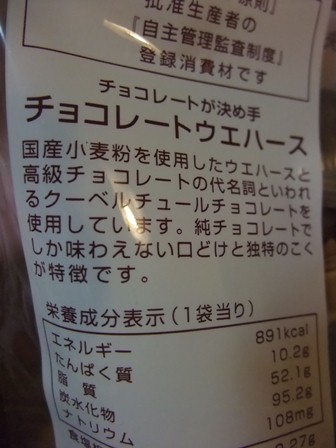 批准生産者の
『自主管理監査制度』
登録消費材です
チョコレートが決め手
チョコレートウエハース
国産小麦粉を使用したウエハースと
高級チョコレートの代名詞といわれ
るクーベルチュールチョコレートを
使用しています。純チョコレートで
しか味わえない口どけと独特のこく
が特徴です。
栄養成分表示(1袋当り)
エネルギー 891kcal
たんぱく質 10.2g
脂質 52.1g
炭水化物 95.2g
ナトリウム 108mg
0.27g